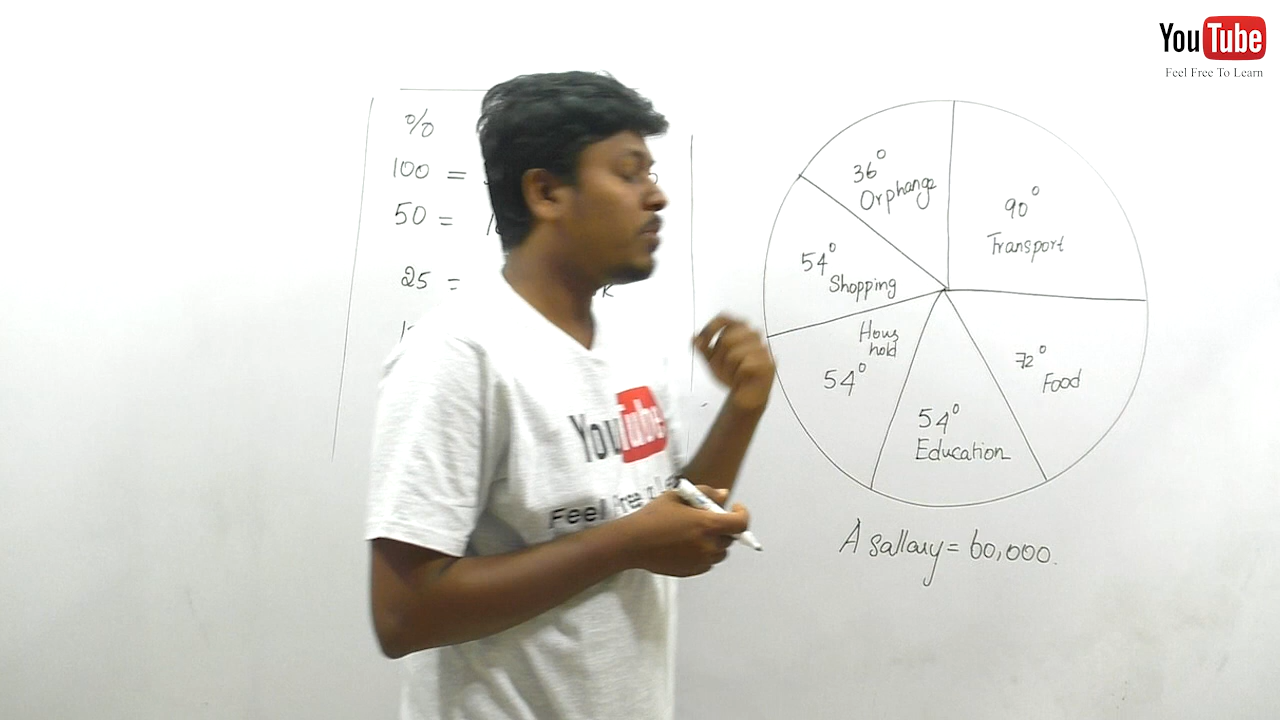 YouTube
Feel Free To Learn
%
100 =
50 =
25 =
36°
Orphange
90°
Transport
54°
Shopping
Hous
hold
54°
72°
Food
54°
Education
A sallary = 60,000.
YouTube
Feel Free